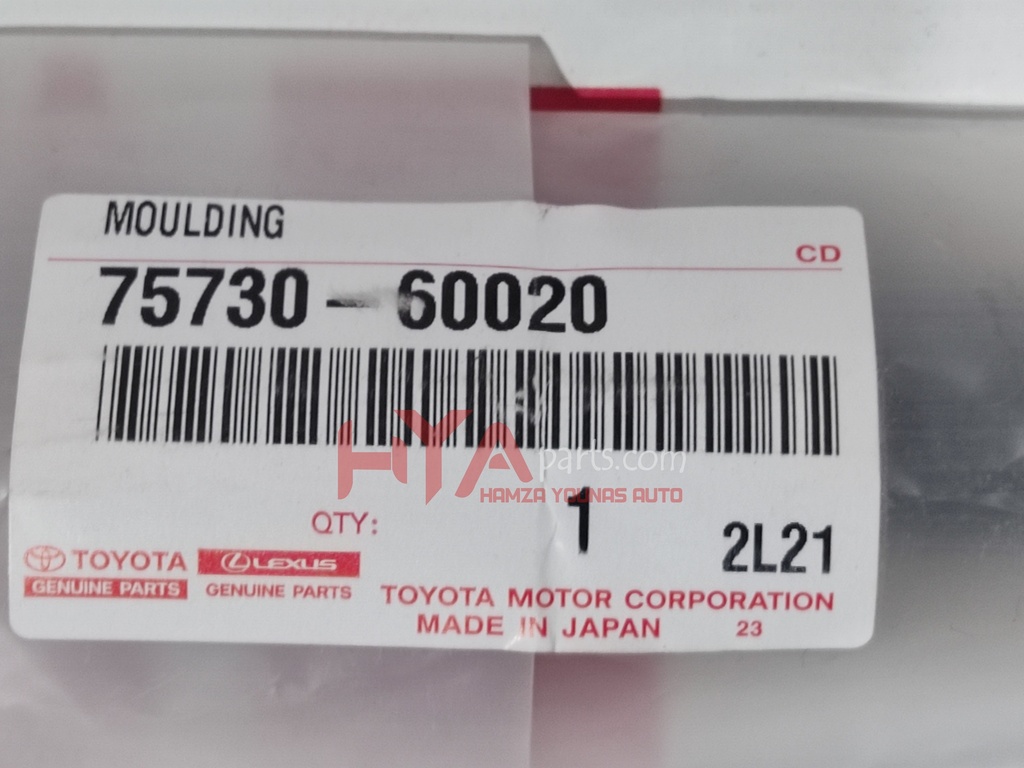 MOULDING
CD
75730-60020
HYAparts.com
HAMZA YOUNAS AUTO
QTY: 1
2L21
TOYOTA LEXUS
GENUINE PARTS GENUINE PARTS
TOYOTA MOTOR CORPORATION
MADE IN JAPAN 23